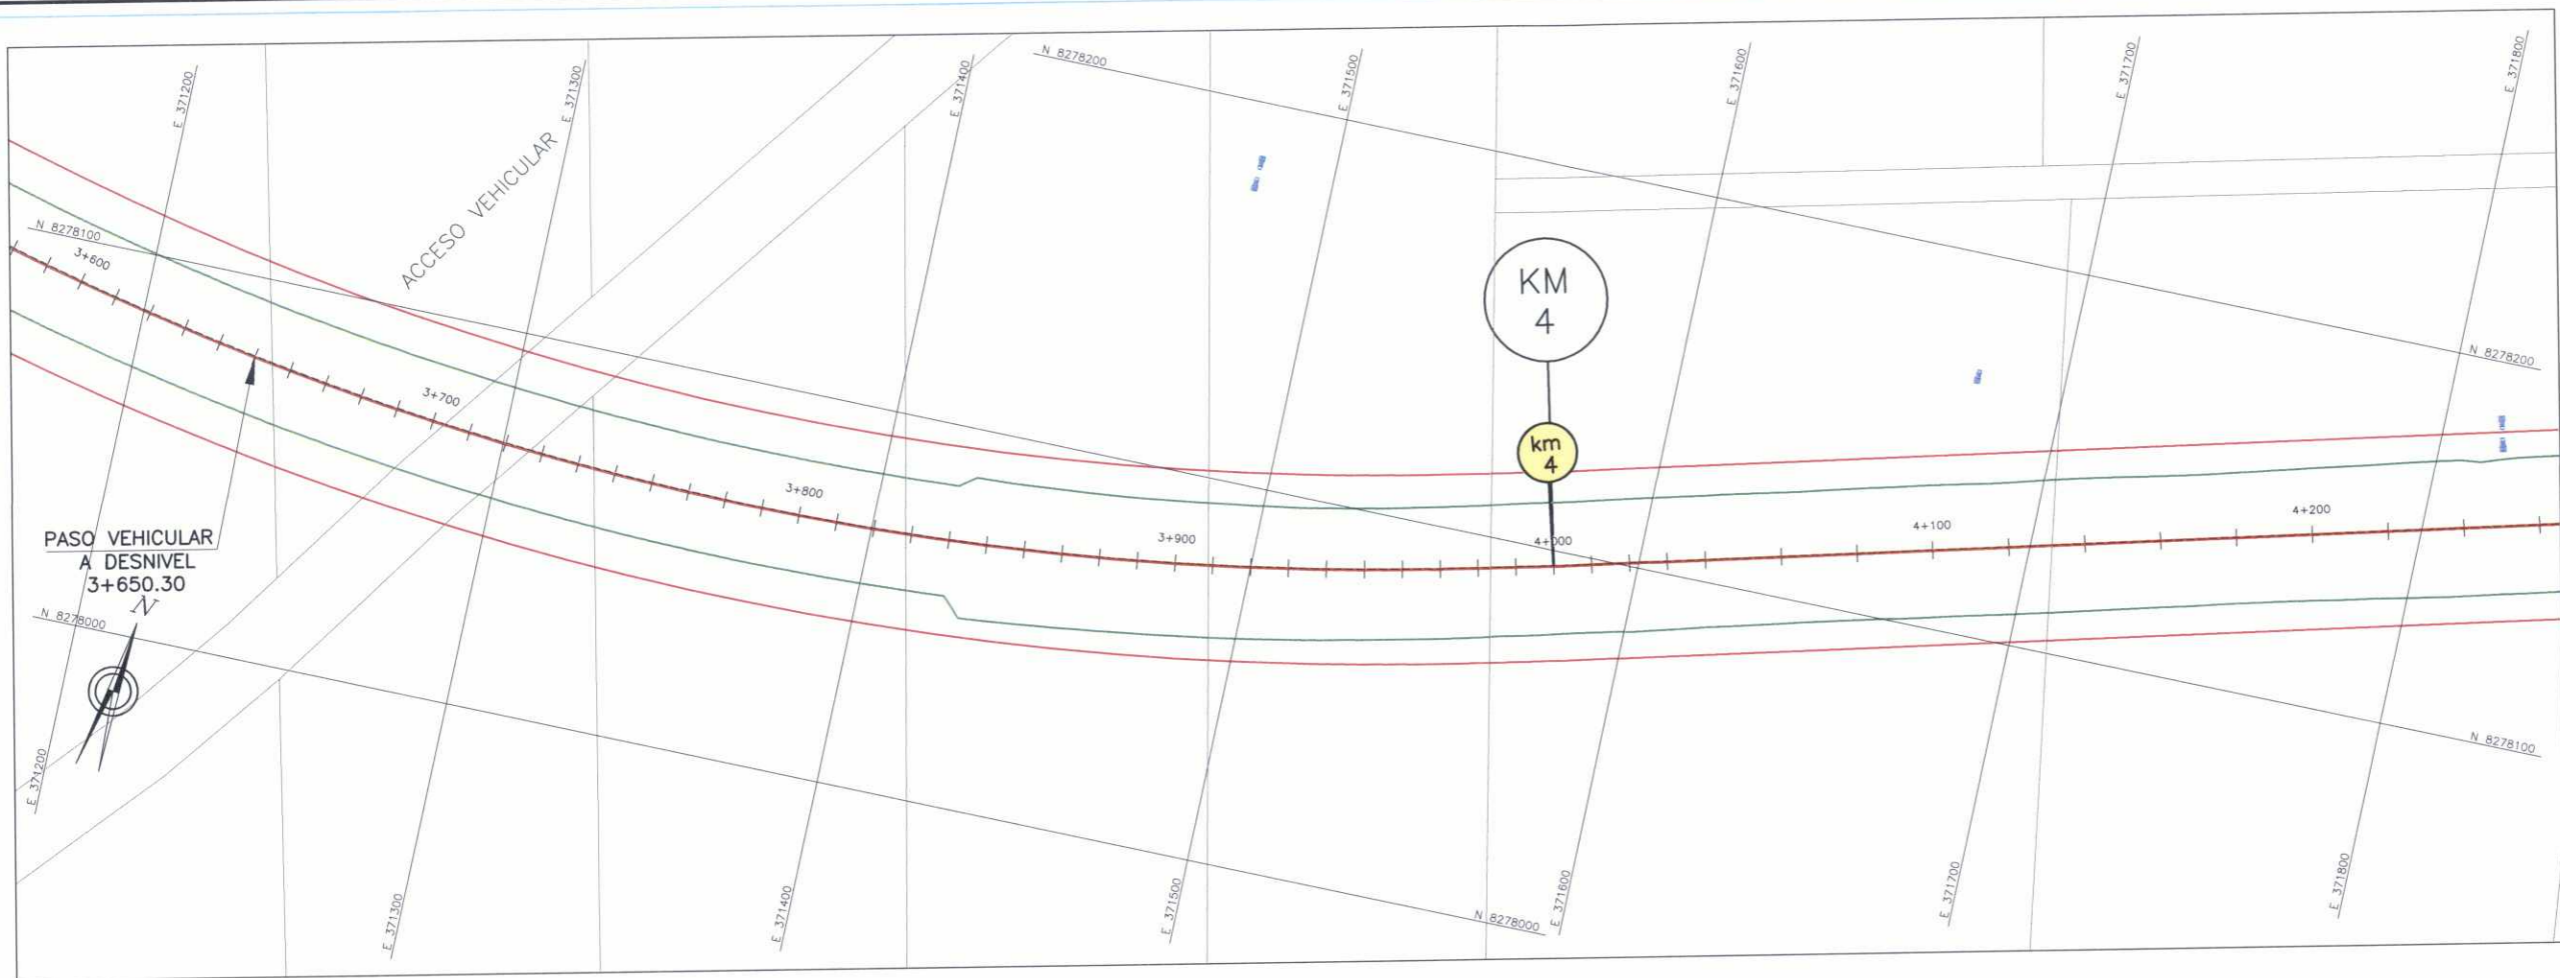 E 371200
E 371300
E 371400
N 8278200
E 371500
E 371600
E 371700
E 371800
ACCESO VEHICULAR
N 8278100
3+600
KM
4
N 8278200
3+700
km
4
3+800
3+900
4+000
4+100
4+200
PASO VEHICULAR
A DESNIVEL
3+650.30
N
N 8278000
N 8278100
E 371200
E 371300
E 371400
E 371500
N 8278000
E 371600
E 371700
E 371800